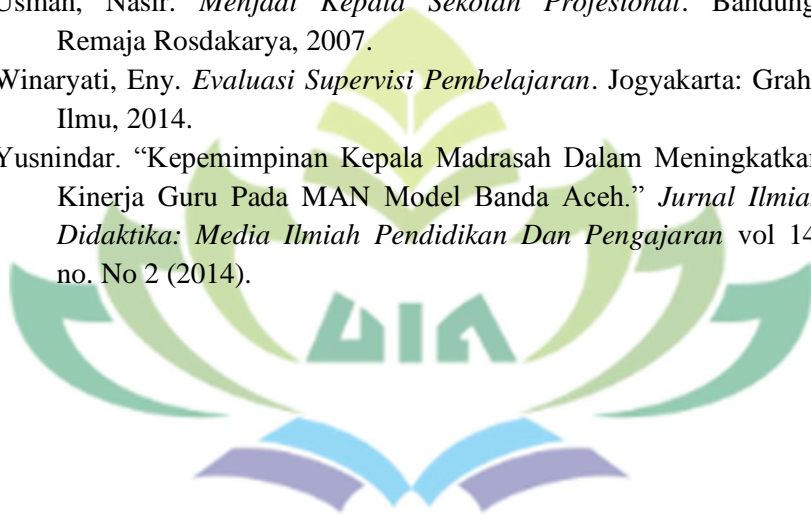 Usman, Nasir. Menjadi Kepala Sekolah Profesional. Bandung
Remaja Rosdakarya, 2007.
Winaryati, Eny. Evaluasi Supervisi Pembelajaran. Jogyakarta: Grah
Ilmu, 2014.
Yusnindar. “Kepemimpinan Kepala Madrasah Dalam Meningkatkan
Kinerja Guru Pada MAN Model Banda Aceh.” Jurnal Ilmia
Didaktika: Media Ilmiah Pendidikan Dan Pengajaran vol 14
no. No 2 (2014).
UIN